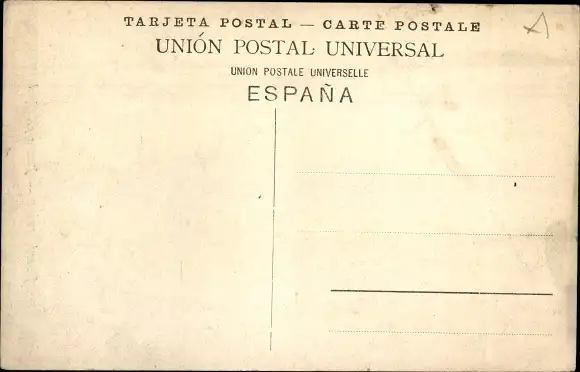 TARJETA POSTAL — CARTE POSTALE
UNIÓN POSTAL UNIVERSAL
UNION POSTALE UNIVERSELLE
ESPAÑA